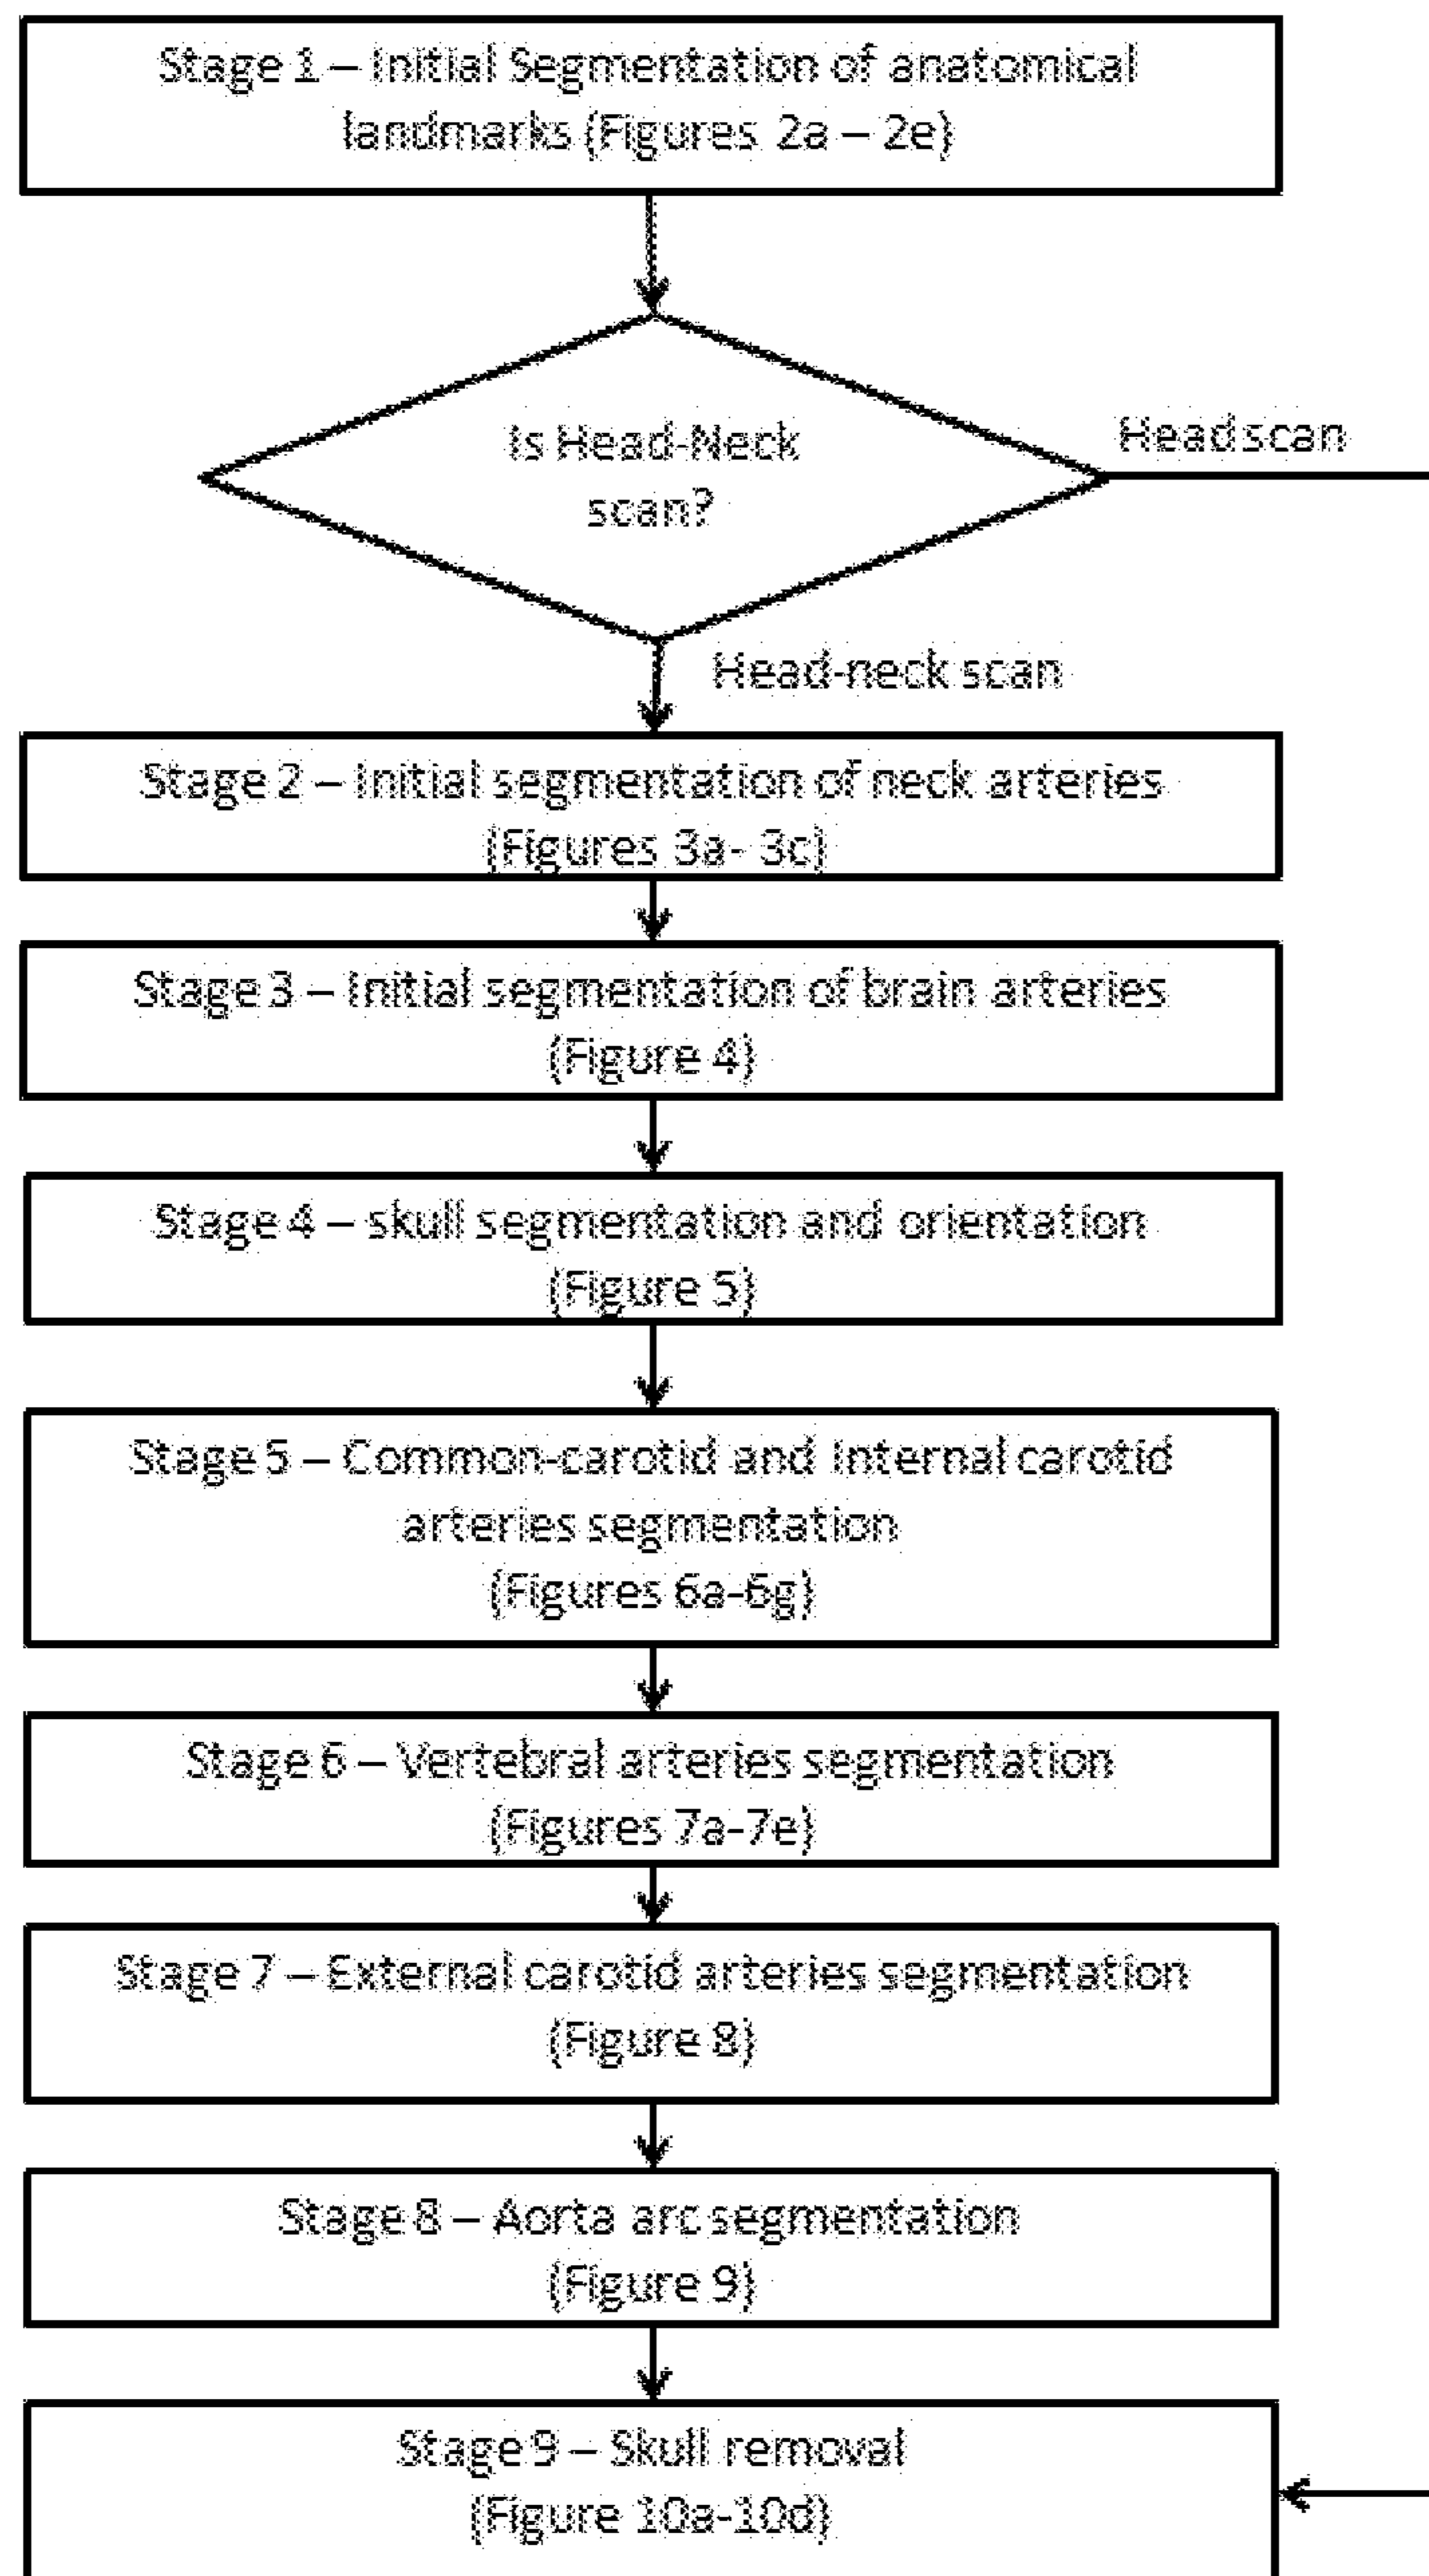 Stage 1 – Initial Segmentation of anatomical
landmarks (Figures 2a – 2e)
Is Head-Neck
scan?
Head scan
Head-neck scan
Stage 2 – Initial segmentation of neck arteries
(Figures 3a- 3c)
Stage 3 – Initial segmentation of brain arteries
(Figure 4)
Stage 4 – skull segmentation and orientation
(Figure 5)
Stage 5 – Common-carotid and Internal carotid
arteries segmentation
(Figures 6a-6g)
Stage 6 – Vertebral arteries segmentation
(Figures 7a-7e)
Stage 7 – External carotid arteries segmentation
(Figure 8)
Stage 8 – Aorta arc segmentation
(Figure 9)
Stage 9 – Skull removal
(Figure 10a-10d)